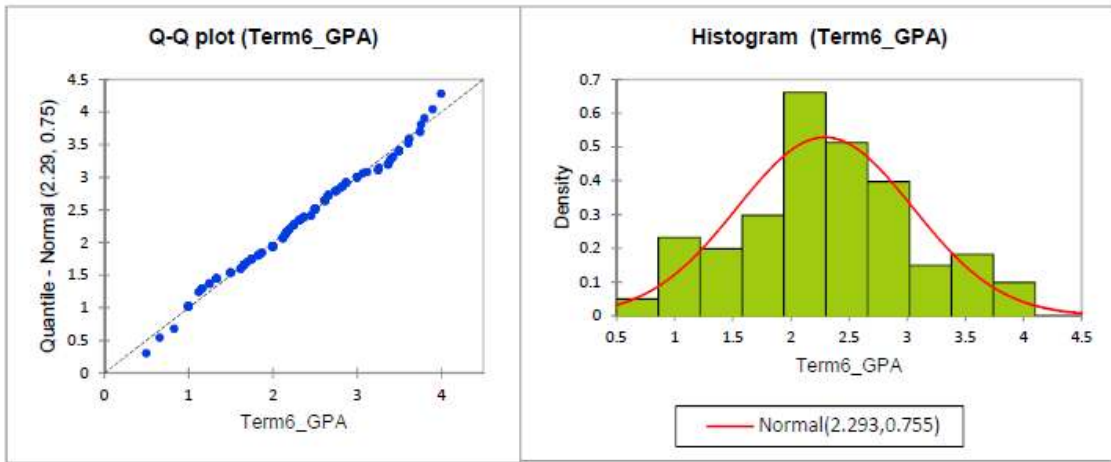 Q-Q plot (Term6_GPA)
Quantile - Normal (2.29, 0.75)
4.5
4
3.5
3
2.5
2
1.5
1
0.5
0
0 1 2 3 4
Term6_GPA
Histogram (Term6_GPA)
Density
0.7
0.6
0.5
0.4
0.3
0.2
0.1
0
0.5 1 1.5 2 2.5 3 3.5 4 4.5
Term6_GPA
Normal(2.293,0.755)